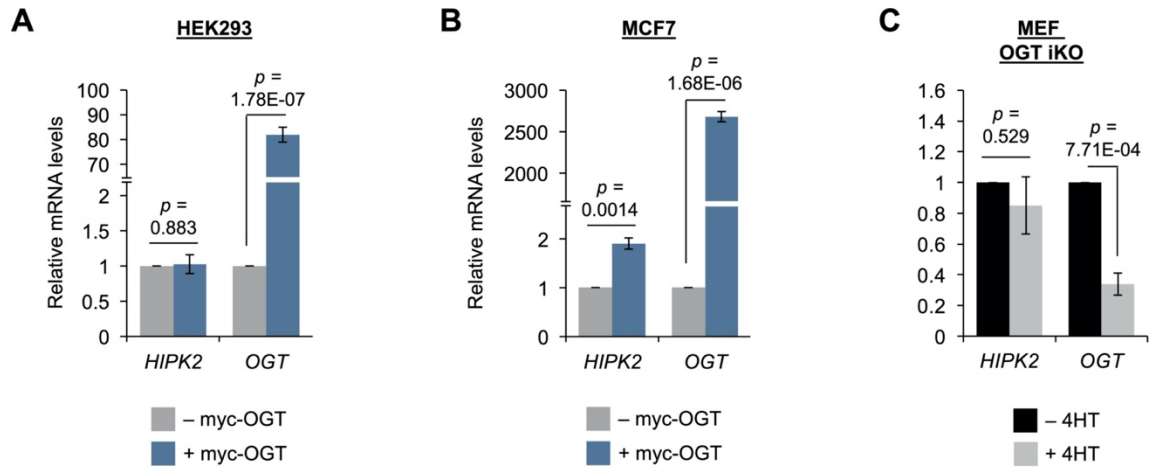 A
HEK293
Relative mRNA levels
100
90
80
70
2
1.5
1
0.5
0
p =
0.883
p =
1.78E-07
HIPK2
OGT
– myc-OGT
+ myc-OGT
B
MCF7
Relative mRNA levels
3000
2500
2000
2
1
0
p =
0.0014
p =
1.68E-06
HIPK2
OGT
– myc-OGT
+ myc-OGT
C
MEF
OGT iKO
1.6
1.4
1.2
1
0.8
0.6
0.4
0.2
0
p =
0.529
p =
7.71E-04
HIPK2
OGT
– 4HT
+ 4HT